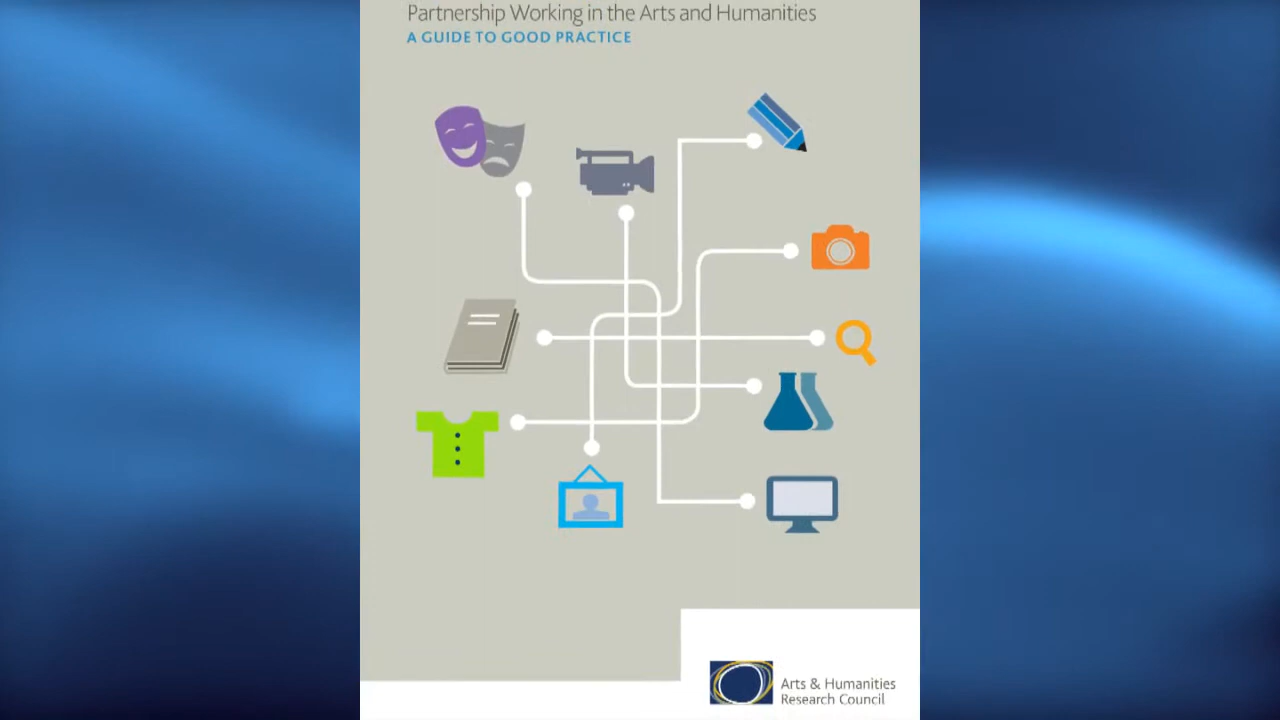 Partnership Working in the Arts and Humanities
A GUIDE TO GOOD PRACTICE
Arts & Humanities
Research Council